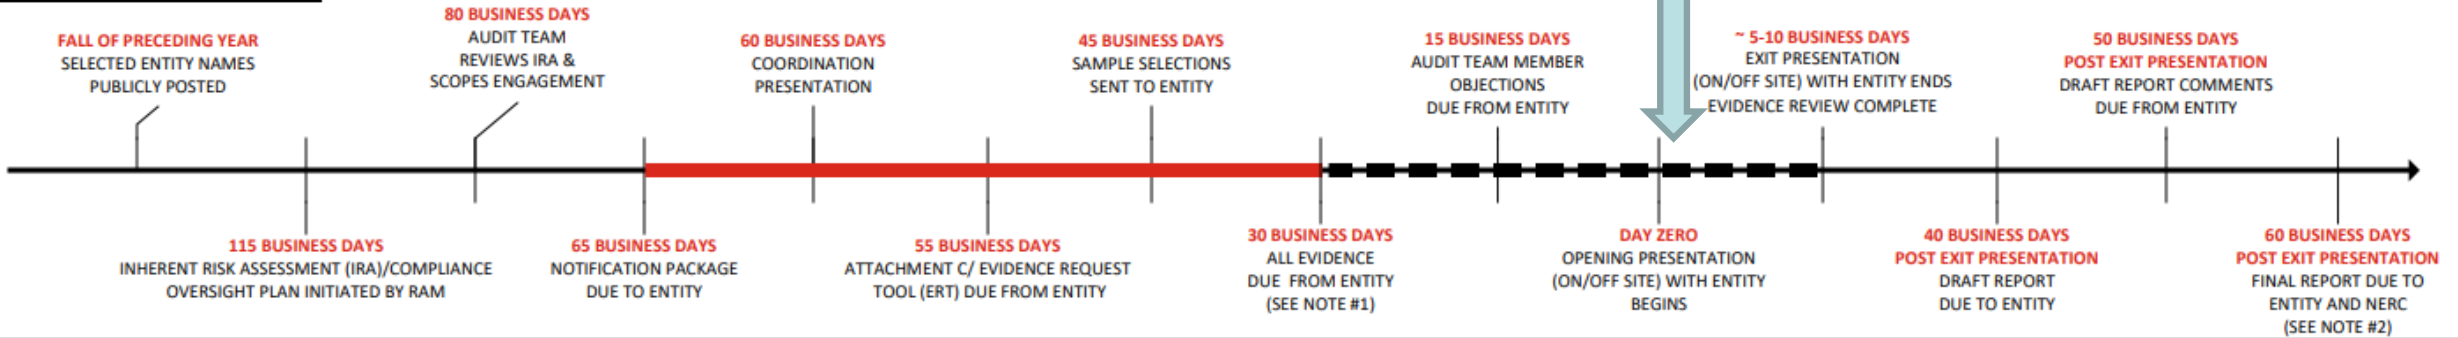 FALL OF PRECEDING YEAR
SELECTED ENTITY NAMES
PUBLICLY POSTED
115 BUSINESS DAYS
INHERENT RISK ASSESSMENT (IRA)/COMPLIANCE
OVERSIGHT PLAN INITIATED BY RAM
80 BUSINESS DAYS
AUDIT TEAM
REVIEWS IRA &
SCOPES ENGAGEMENT
65 BUSINESS DAYS
NOTIFICATION PACKAGE
DUE TO ENTITY
60 BUSINESS DAYS
COORDINATION
PRESENTATION
55 BUSINESS DAYS
ATTACHMENT C/ EVIDENCE REQUEST
TOOL (ERT) DUE FROM ENTITY
45 BUSINESS DAYS
SAMPLE SELECTIONS
SENT TO ENTITY
30 BUSINESS DAYS
ALL EVIDENCE
DUE FROM ENTITY
(SEE NOTE #1)
15 BUSINESS DAYS
AUDIT TEAM MEMBER
OBJECTIONS
DUE FROM ENTITY
DAY ZERO
OPENING PRESENTATION
(ON/OFF SITE) WITH ENTITY
BEGINS
~ 5-10 BUSINESS DAYS
EXIT PRESENTATION
(ON/OFF SITE) WITH ENTITY ENDS
EVIDENCE REVIEW COMPLETE
40 BUSINESS DAYS
POST EXIT PRESENTATION
DRAFT REPORT
DUE TO ENTITY
50 BUSINESS DAYS
POST EXIT PRESENTATION
DRAFT REPORT COMMENTS
DUE FROM ENTITY
60 BUSINESS DAYS
POST EXIT PRESENTATION
FINAL REPORT DUE TO
ENTITY AND NERC
(SEE NOTE #2)